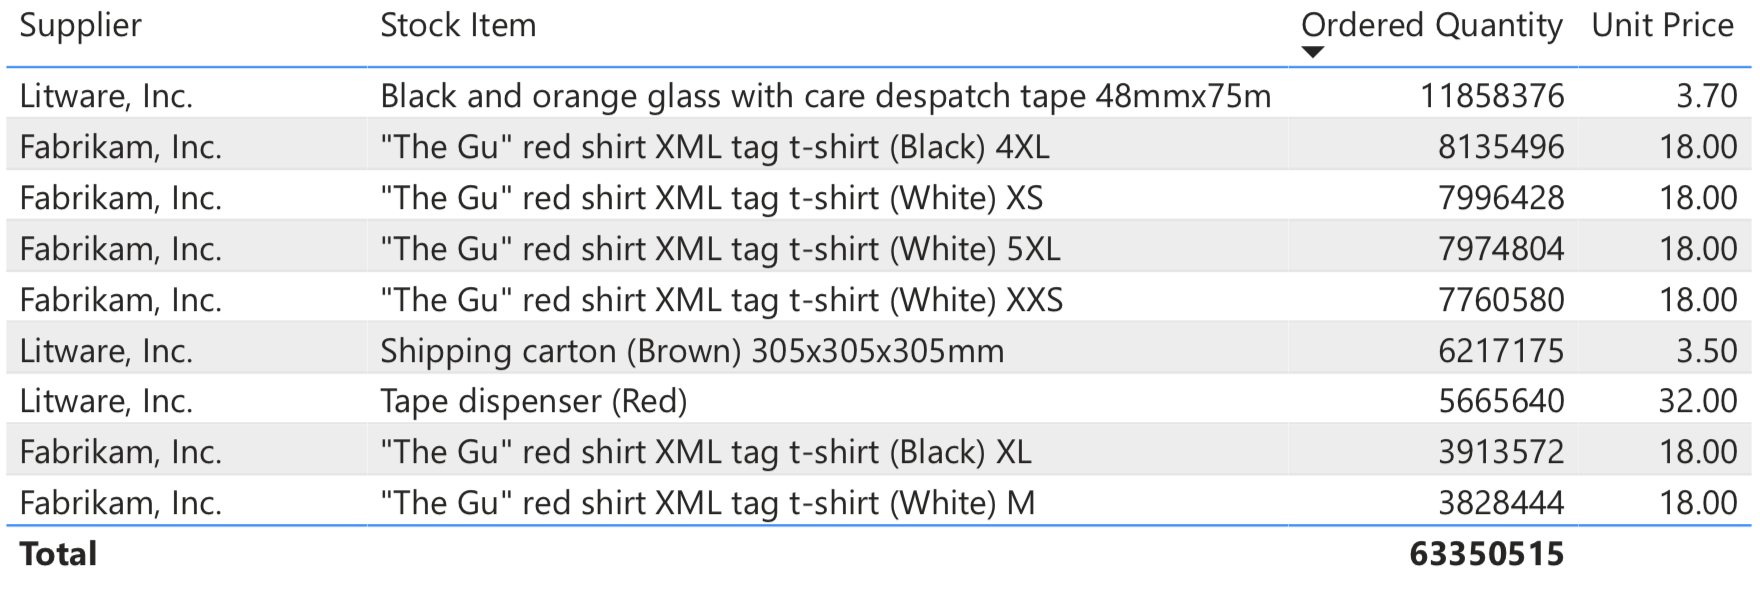 Supplier Stock Item Ordered Quantity Unit Price
Litware, Inc. Black and orange glass with care despatch tape 48mmx75m 11858376 3.70
Fabrikam, Inc. "The Gu" red shirt XML tag t-shirt (Black) 4XL 8135496 18.00
Fabrikam, Inc. "The Gu" red shirt XML tag t-shirt (White) XS 7996428 18.00
Fabrikam, Inc. "The Gu" red shirt XML tag t-shirt (White) 5XL 7974804 18.00
Fabrikam, Inc. "The Gu" red shirt XML tag t-shirt (White) XXS 7760580 18.00
Litware, Inc. Shipping carton (Brown) 305x305x305mm 6217175 3.50
Litware, Inc. Tape dispenser (Red) 5665640 32.00
Fabrikam, Inc. "The Gu" red shirt XML tag t-shirt (Black) XL 3913572 18.00
Fabrikam, Inc. "The Gu" red shirt XML tag t-shirt (White) M 3828444 18.00
Total 63350515